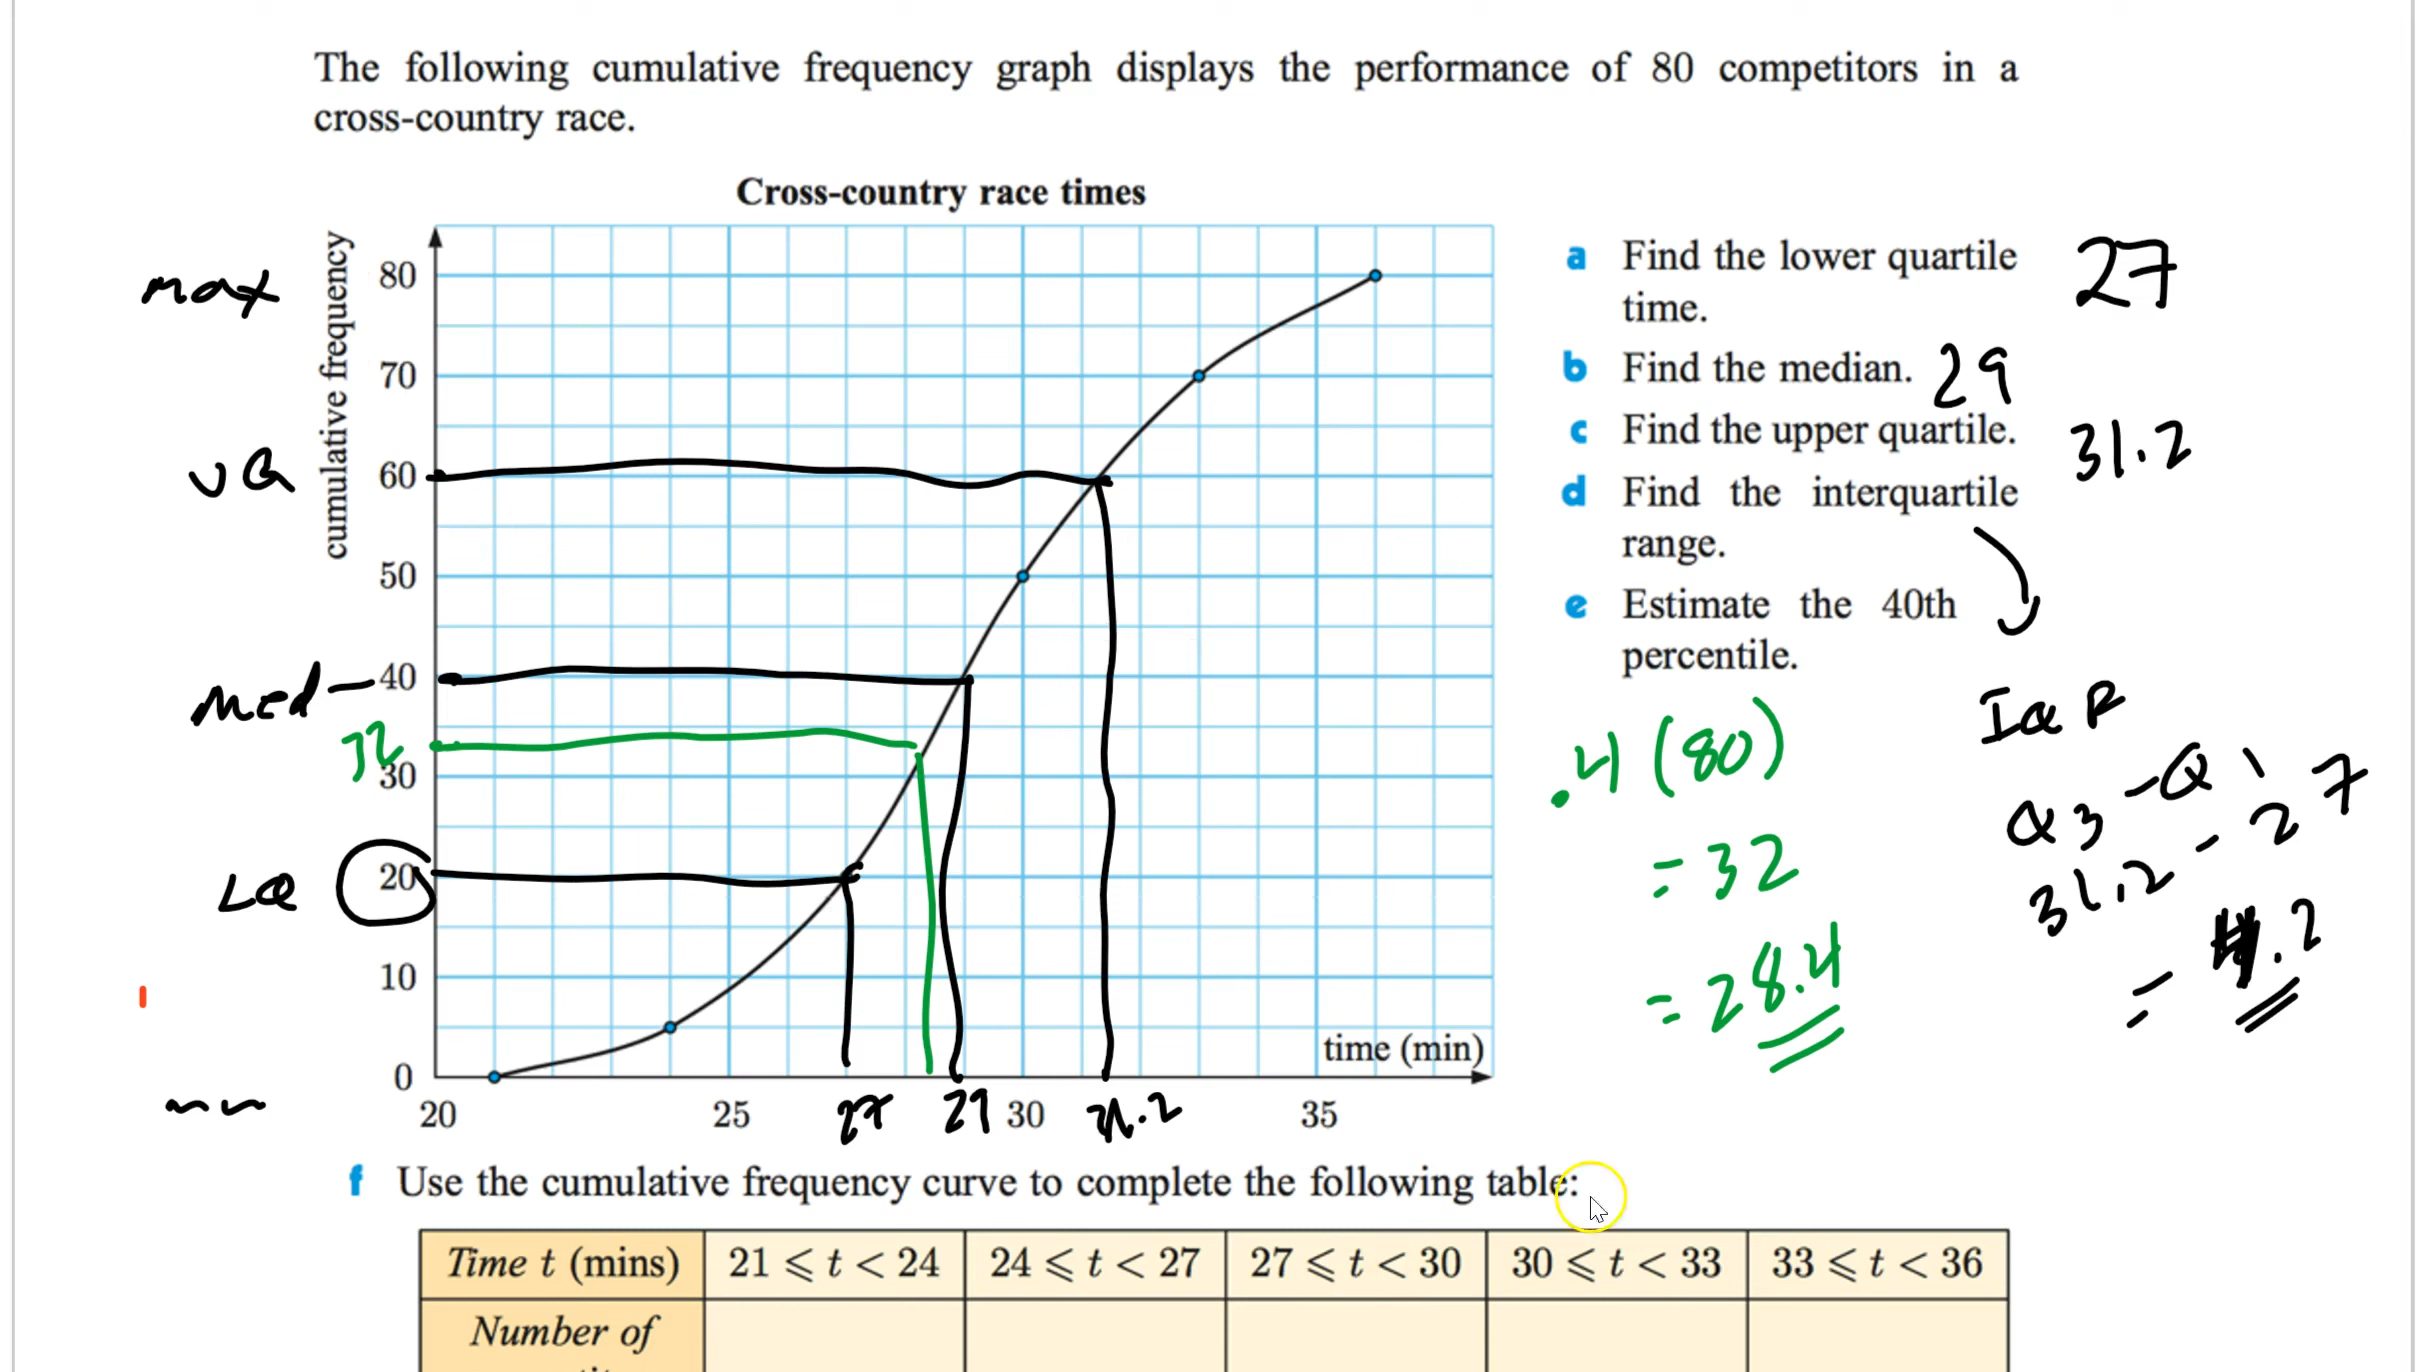 The following cumulative frequency graph displays the performance of 80 competitors in a
cross-country race.
Cross-country race times
cumulative frequency
max
80
70
UQ
60
50
Med
40
32
30
LQ
20
10
0
20
25
27
29
30
31.2
35
time (min)
a Find the lower quartile
time.
27
b Find the median. 29
c Find the upper quartile.
31.2
d Find the interquartile
range.
e Estimate the 40th
percentile.
.4 (80)
= 32
= 28.4
IQR
Q3 - Q1
31.2 - 27
= 4.2
f Use the cumulative frequency curve to complete the following table:
Time t (mins) 21 ⩽ t < 24 24 ⩽ t < 27 27 ⩽ t < 30 30 ⩽ t < 33 33 ⩽ t < 36
Number of